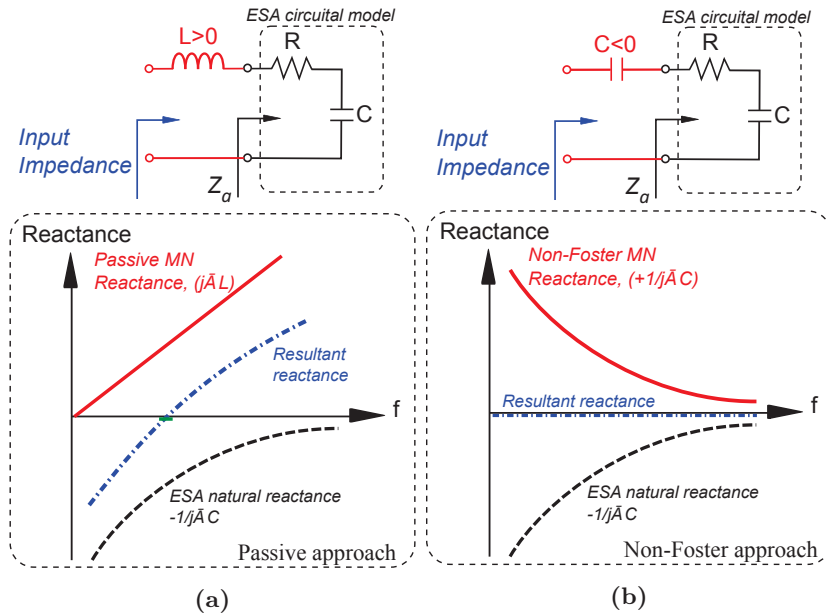 ESA circuital model
L>0
R
C
Input
Impedance
Z_a
Reactance
Passive MN
Reactance, (jĀL)
Resultant
reactance
f
ESA natural reactance
-1/jĀC
Passive approach
(a)
ESA circuital model
C<0
R
C
Input
Impedance
Z_a
Reactance
Non-Foster MN
Reactance, (+1/jĀC)
Resultant reactance
f
ESA natural reactance
-1/jĀC
Non-Foster approach
(b)